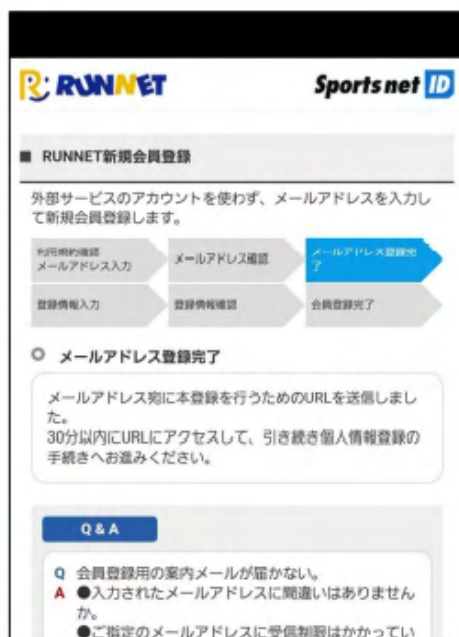 RUNNET
Sports net ID
■ RUNNET新規会員登録
外部サービスのアカウントを使わず、メールアドレスを入力し
て新規会員登録します。
利用規約確認
メールアドレス入力
メールアドレス確認
メールアドレス登録完
了
登録情報入力
登録情報確認
会員登録完了
メールアドレス登録完了
メールアドレス宛に本登録を行うためのURLを送信しまし
た。
30分以内にURLにアクセスして、引き続き個人情報登録の
手続きへお進みください。
Q & A
Q 会員登録用の案内メールが届かない。
A ●入力されたメールアドレスに間違いはありません
か。
●ご指定のメールアドレスに受信制限はかかってい